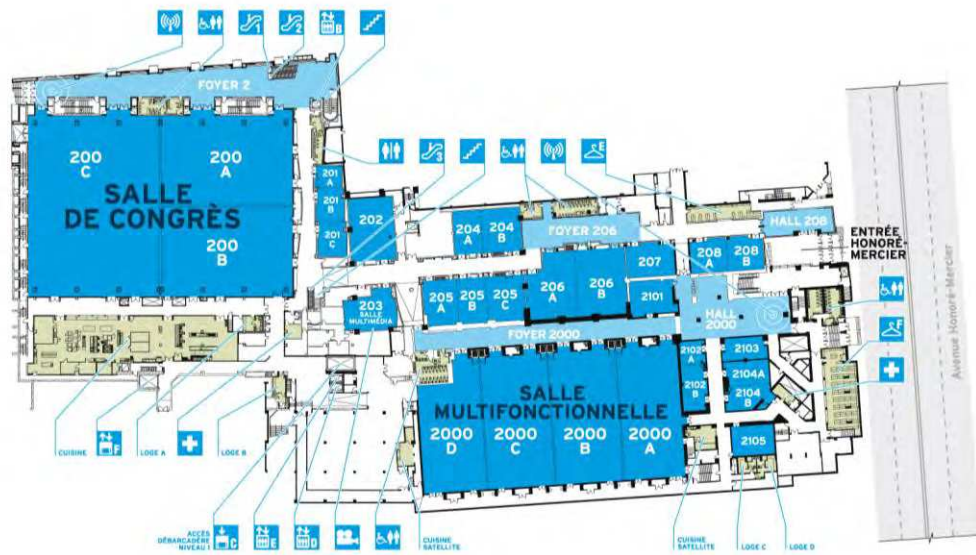 1
2
B
FOYER 2
200
C
200
A
SALLE
DE CONGRÈS
200
B
201
A
201
B
201
C
202
3
E
204
A
204
B
FOYER 206
HALL 208
208
A
208
B
ENTRÉE
HONORÉ-
MERCIER
207
206
A
206
B
205
A
205
B
205
C
203
SALLE
MULTIMÉDIA
2101
HALL
2000
FOYER 2000
Avenue Honoré-Mercier
F
2102
A
2102
B
2103
2104A
2104
B
2105
SALLE
MULTIFONCTIONNELLE
2000
D
2000
C
2000
B
2000
A
CUISINE
F
LOGE A
LOGE B
ACCÈS
DÉBARCADÈRE
NIVEAU 1
C
E
D
CUISINE
SATELLITE
CUISINE
SATELLITE
LOGE C
LOGE D